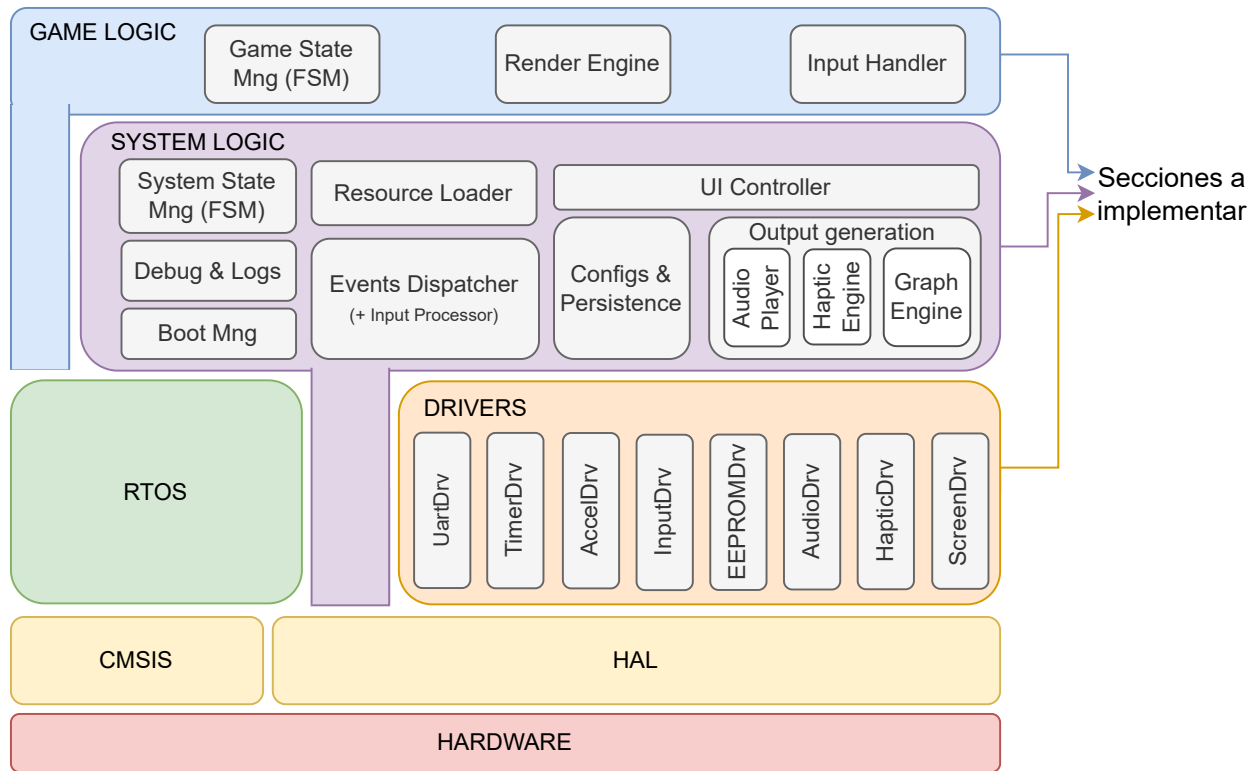 GAME LOGIC
Game State
Mng (FSM)
Render Engine
Input Handler
SYSTEM LOGIC
System State
Mng (FSM)
Resource Loader
UI Controller
Debug & Logs
Boot Mng
Events Dispatcher
(+ Input Processor)
Configs &
Persistence
Output generation
Audio
Player
Haptic
Engine
Graph
Engine
Secciones a
implementar
RTOS
DRIVERS
UartDrv
TimerDrv
AccelDrv
InputDrv
EEPROMDrv
AudioDrv
HapticDrv
ScreenDrv
CMSIS
HAL
HARDWARE